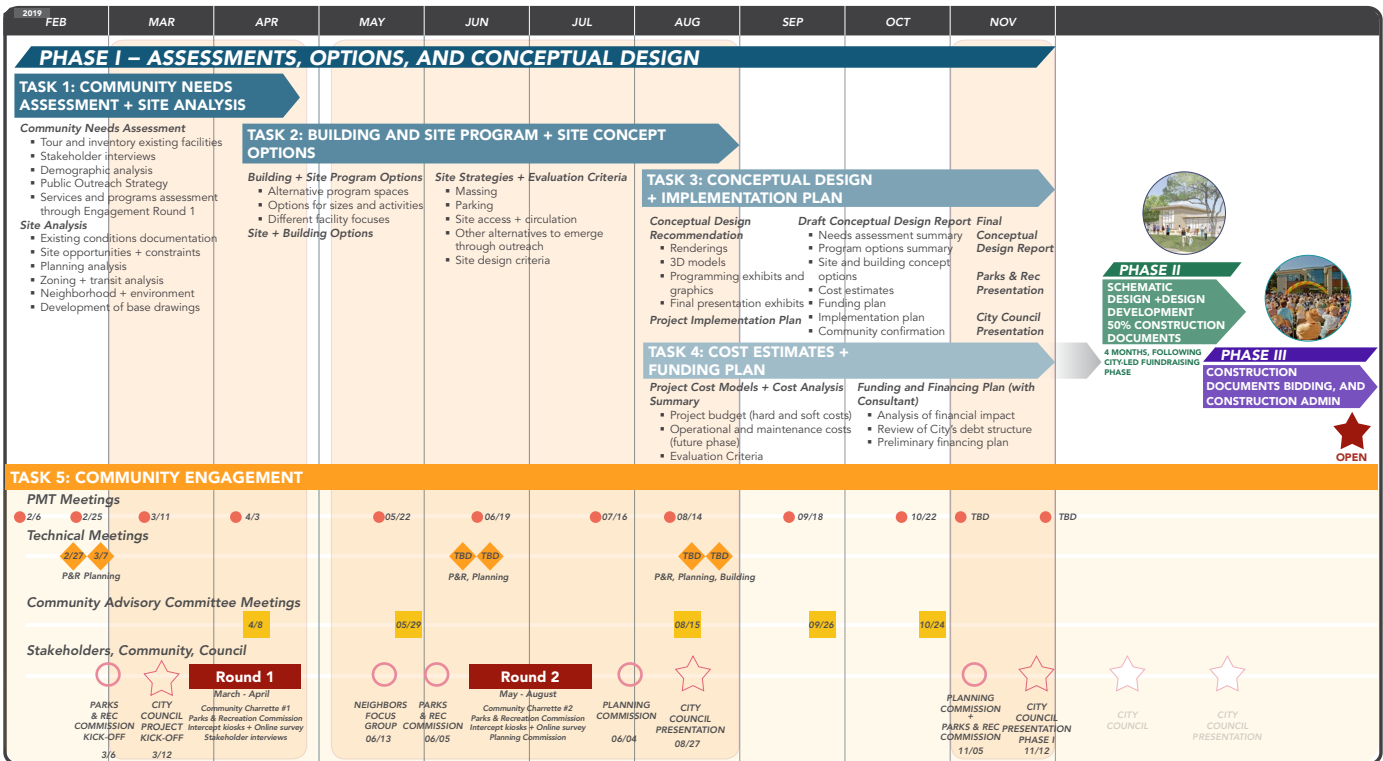 2019
FEB
MAR
APR
MAY
JUN
JUL
AUG
SEP
OCT
NOV
PHASE I – ASSESSMENTS, OPTIONS, AND CONCEPTUAL DESIGN
TASK 1: COMMUNITY NEEDS
ASSESSMENT + SITE ANALYSIS
Community Needs Assessment
▪ Tour and inventory existing facilities
▪ Stakeholder interviews
▪ Demographic analysis
▪ Public Outreach Strategy
▪ Services and programs assessment
through Engagement Round 1
Site Analysis
▪ Existing conditions documentation
▪ Site opportunities + constraints
▪ Planning analysis
▪ Zoning + transit analysis
▪ Neighborhood + environment
▪ Development of base drawings
TASK 2: BUILDING AND SITE PROGRAM + SITE CONCEPT
OPTIONS
Building + Site Program Options
▪ Alternative program spaces
▪ Options for sizes and activities
▪ Different facility focuses
Site + Building Options
Site Strategies + Evaluation Criteria
▪ Massing
▪ Parking
▪ Site access + circulation
▪ Other alternatives to emerge
through outreach
▪ Site design criteria
TASK 3: CONCEPTUAL DESIGN
+ IMPLEMENTATION PLAN
Conceptual Design
Recommendation
▪ Renderings
▪ 3D models
▪ Programming exhibits and
graphics
▪ Final presentation exhibits
Project Implementation Plan
Draft Conceptual Design Report
▪ Needs assessment summary
▪ Program options summary
▪ Site and building concept
options
▪ Cost estimates
▪ Funding plan
▪ Implementation plan
▪ Community confirmation
Final
Conceptual
Design Report
Parks & Rec
Presentation
City Council
Presentation
TASK 4: COST ESTIMATES +
FUNDING PLAN
Project Cost Models + Cost Analysis
Summary
▪ Project budget (hard and soft costs)
▪ Operational and maintenance costs
(future phase)
▪ Evaluation Criteria
Funding and Financing Plan (with
Consultant)
▪ Analysis of financial impact
▪ Review of City's debt structure
▪ Preliminary financing plan
PHASE II
SCHEMATIC
DESIGN +DESIGN
DEVELOPMENT
50% CONSTRUCTION
DOCUMENTS
4 MONTHS, FOLLOWING
CITY-LED FUINDRAISING
PHASE
PHASE III
CONSTRUCTION
DOCUMENTS BIDDING, AND
CONSTRUCTION ADMIN
OPEN
TASK 5: COMMUNITY ENGAGEMENT
PMT Meetings
2/6
2/25
3/11
4/3
05/22
06/19
07/16
08/14
09/18
10/22
TBD
TBD
Technical Meetings
2/27
3/7
P&R Planning
TBD
TBD
P&R, Planning
TBD
TBD
P&R, Planning, Building
Community Advisory Committee Meetings
4/8
05/29
08/15
09/26
10/24
Stakeholders, Community, Council
PARKS
& REC
COMMISSION
KICK-OFF
3/6
CITY
COUNCIL
PROJECT
KICK-OFF
3/12
Round 1
March - April
Community Charrette #1
Parks & Recreation Commission
Intercept kiosks + Online survey
Stakeholder interviews
NEIGHBORS
FOCUS
GROUP
06/13
PARKS
& REC
COMMISSION
06/05
Round 2
May - August
Community Charrette #2
Parks & Recreation Commission
Intercept kiosks + Online survey
Planning Commission
PLANNING
COMMISSION
06/04
CITY
COUNCIL
PRESENTATION
08/27
PLANNING
COMMISSION
+
PARKS & REC
COMMISSION
11/05
CITY
COUNCIL
PRESENTATION
PHASE I
11/12
CITY
COUNCIL
CITY
COUNCIL
PRESENTATION